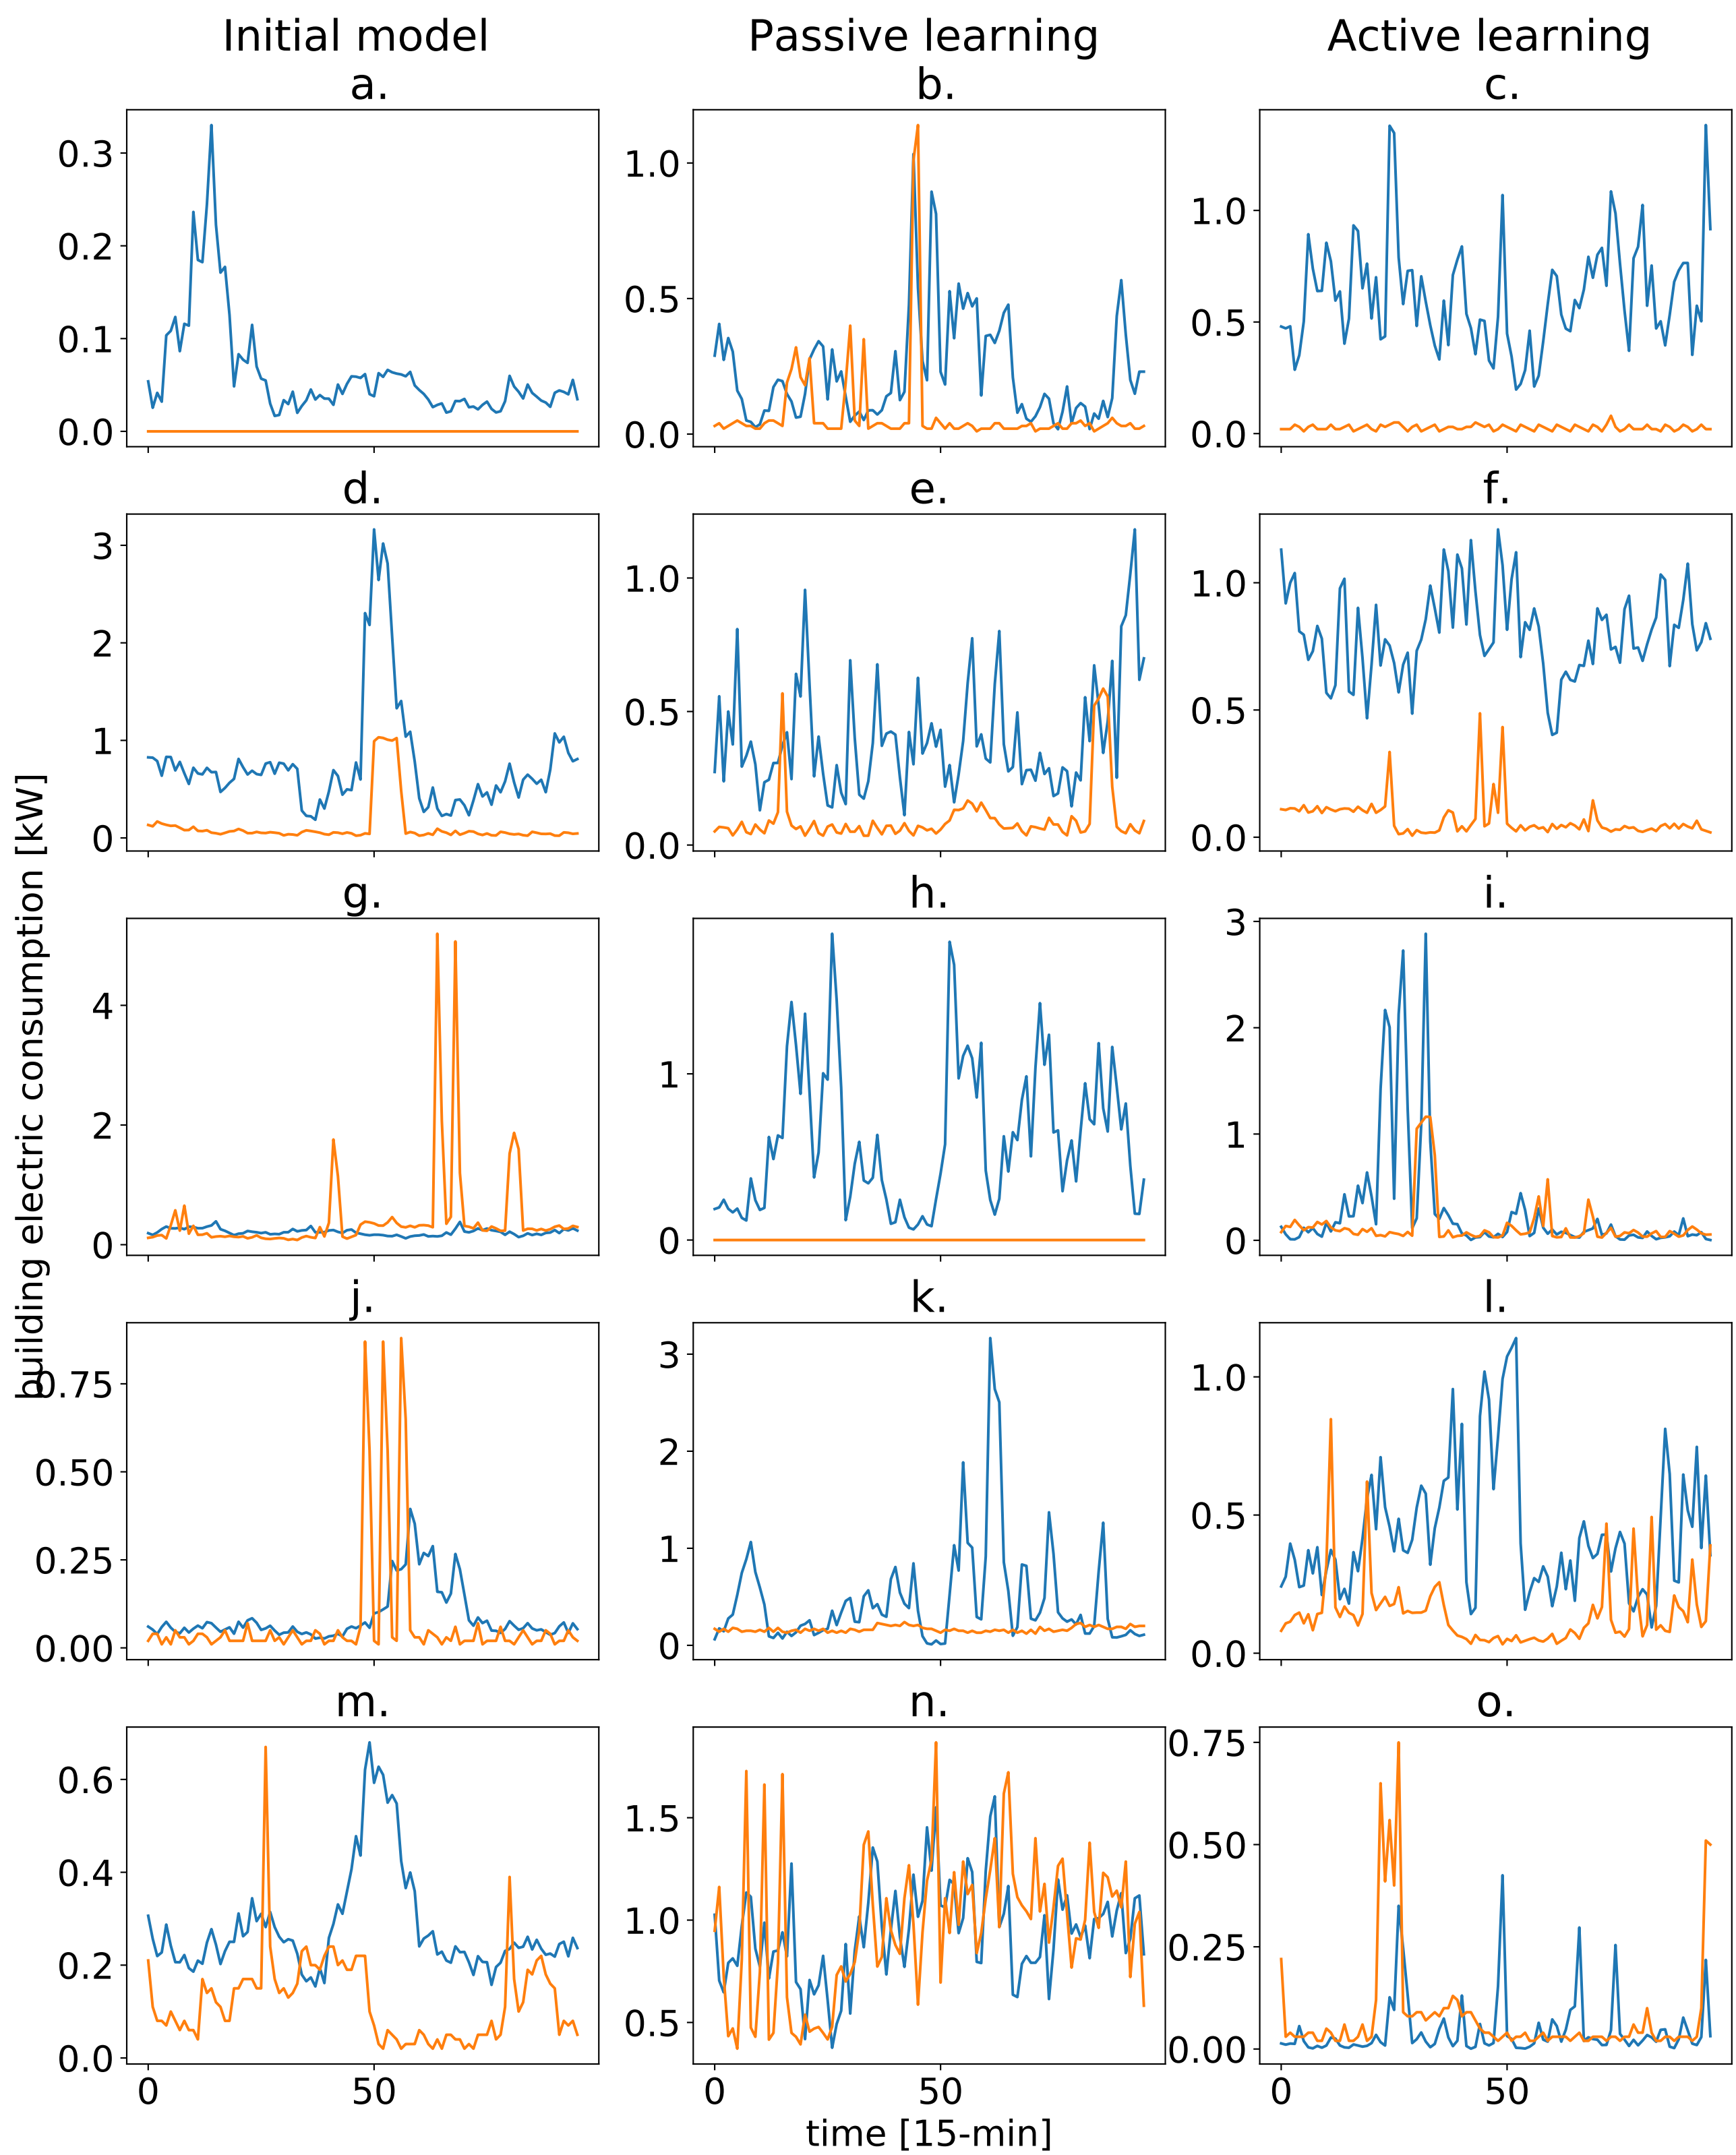 Initial model
Passive learning
Active learning
a.
b.
c.
0.3
0.2
0.1
0.0
1.0
0.5
0.0
1.0
0.5
0.0
d.
e.
f.
3
2
1
0
1.0
0.5
0.0
1.0
0.5
0.0
g.
h.
i.
4
2
0
1
0
3
2
1
0
building electric consumption [kW]
j.
k.
l.
0.75
0.50
0.25
0.00
3
2
1
0
1.0
0.5
0.0
m.
n.
o.
0.6
0.4
0.2
0.0
1.5
1.0
0.5
0.75
0.50
0.25
0.00
0
50
0
50
0
50
time [15-min]